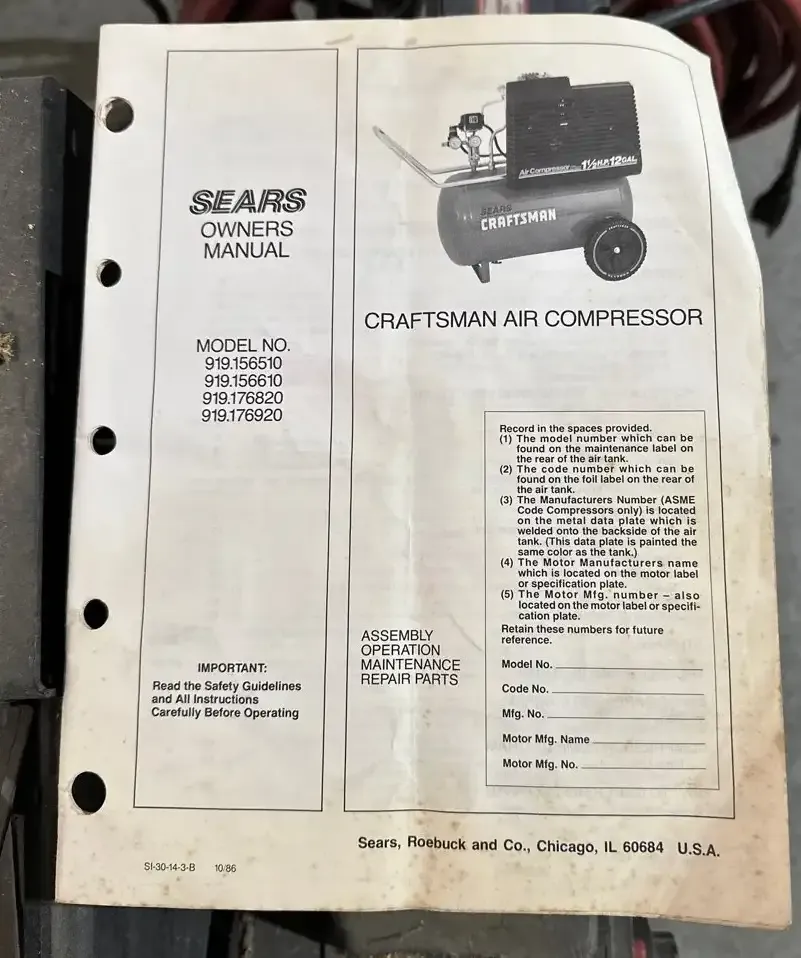 SEARS
OWNERS
MANUAL
MODEL NO.
919.156510
919.156610
919.176820
919.176920
IMPORTANT:
Read the Safety Guidelines
and All Instructions
Carefully Before Operating
Air Compressor 1½ H.P. 12 GAL.
SEARS
CRAFTSMAN
CRAFTSMAN AIR COMPRESSOR
ASSEMBLY
OPERATION
MAINTENANCE
REPAIR PARTS
Record in the spaces provided.
(1) The model number which can be
found on the maintenance label on
the rear of the air tank.
(2) The code number which can be
found on the foil label on the rear of
the air tank.
(3) The Manufacturers Number (ASME
Code Compressors only) is located
on the metal data plate which is
welded onto the backside of the air
tank. (This data plate is painted the
same color as the tank.)
(4) The Motor Manufacturers name
which is located on the motor label
or specification plate.
(5) The Motor Mfg. number – also
located on the motor label or specifi-
cation plate.
Retain these numbers for future
reference.
Model No.
Code No.
Mfg. No.
Motor Mfg. Name
Motor Mfg. No.
Sears, Roebuck and Co., Chicago, IL 60684 U.S.A.
SI-30-14-3-B 10/86